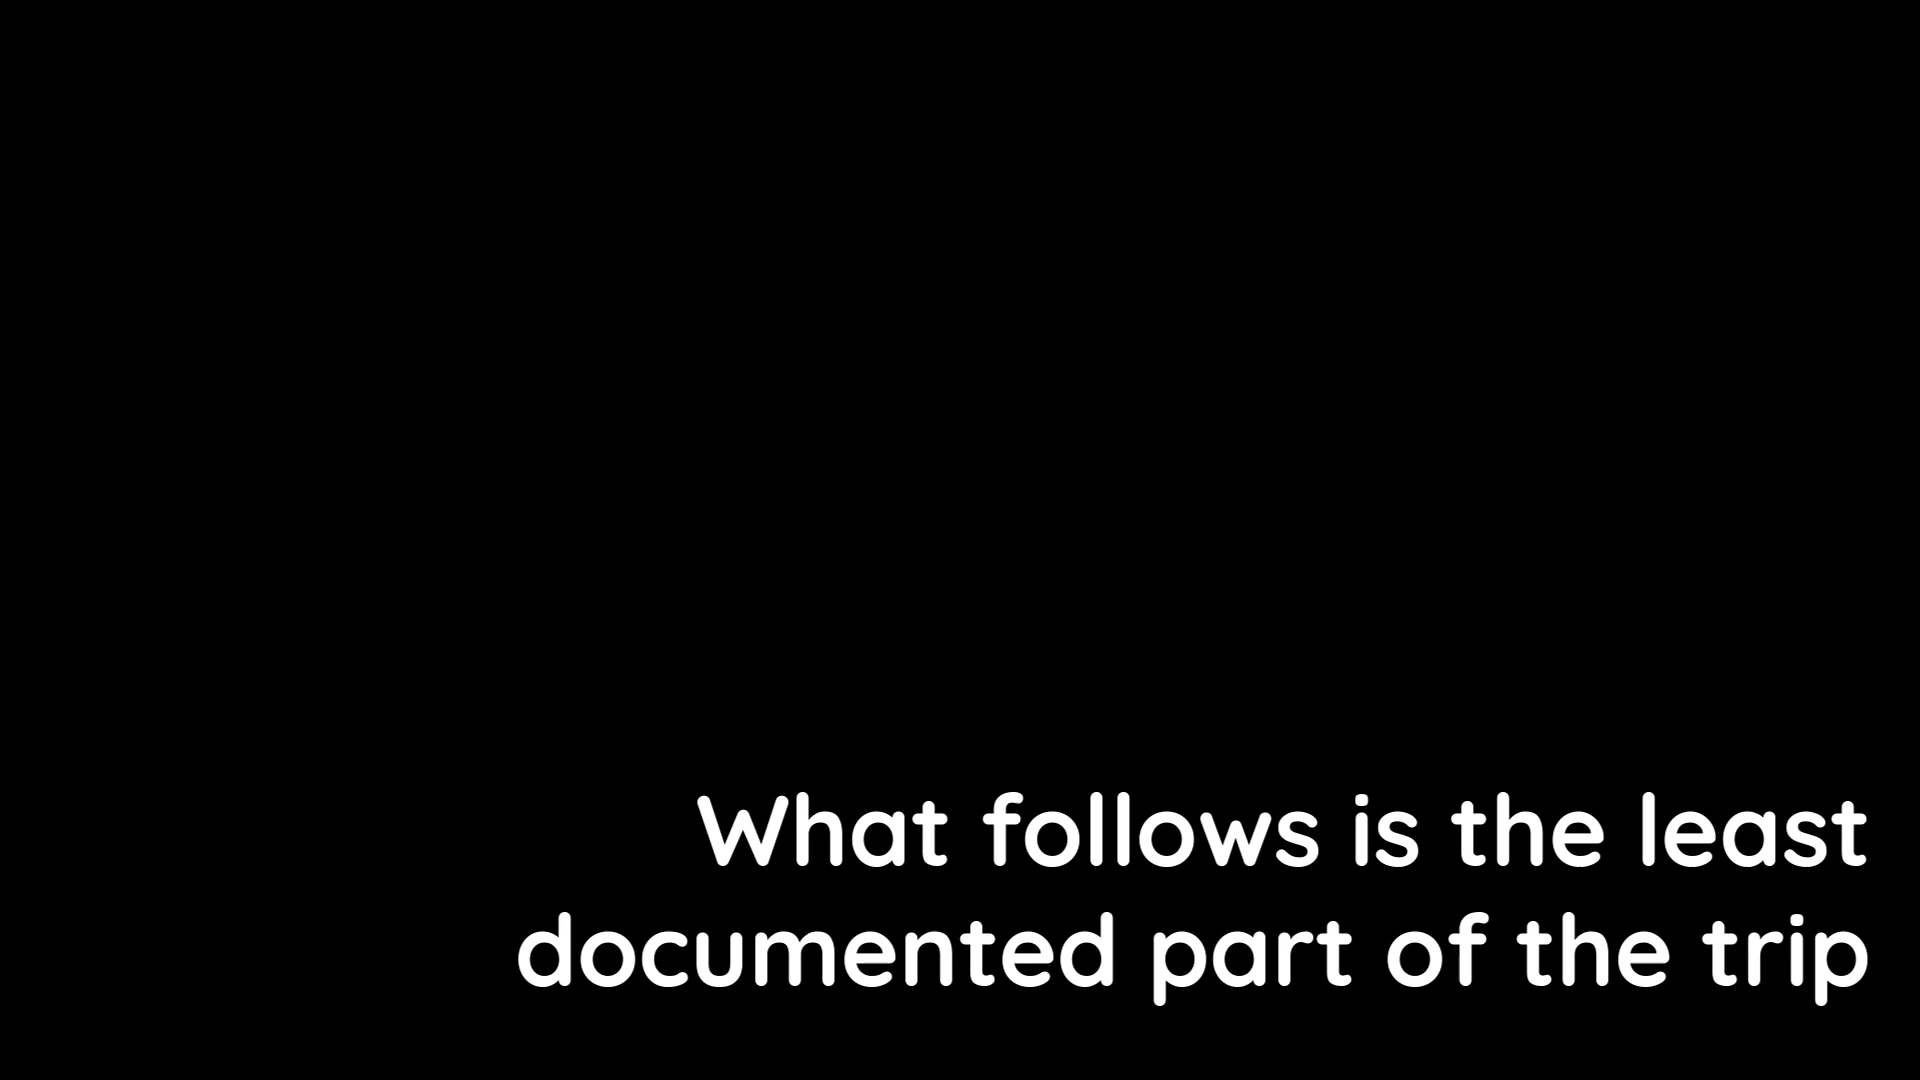 What follows is the least
documented part of the trip